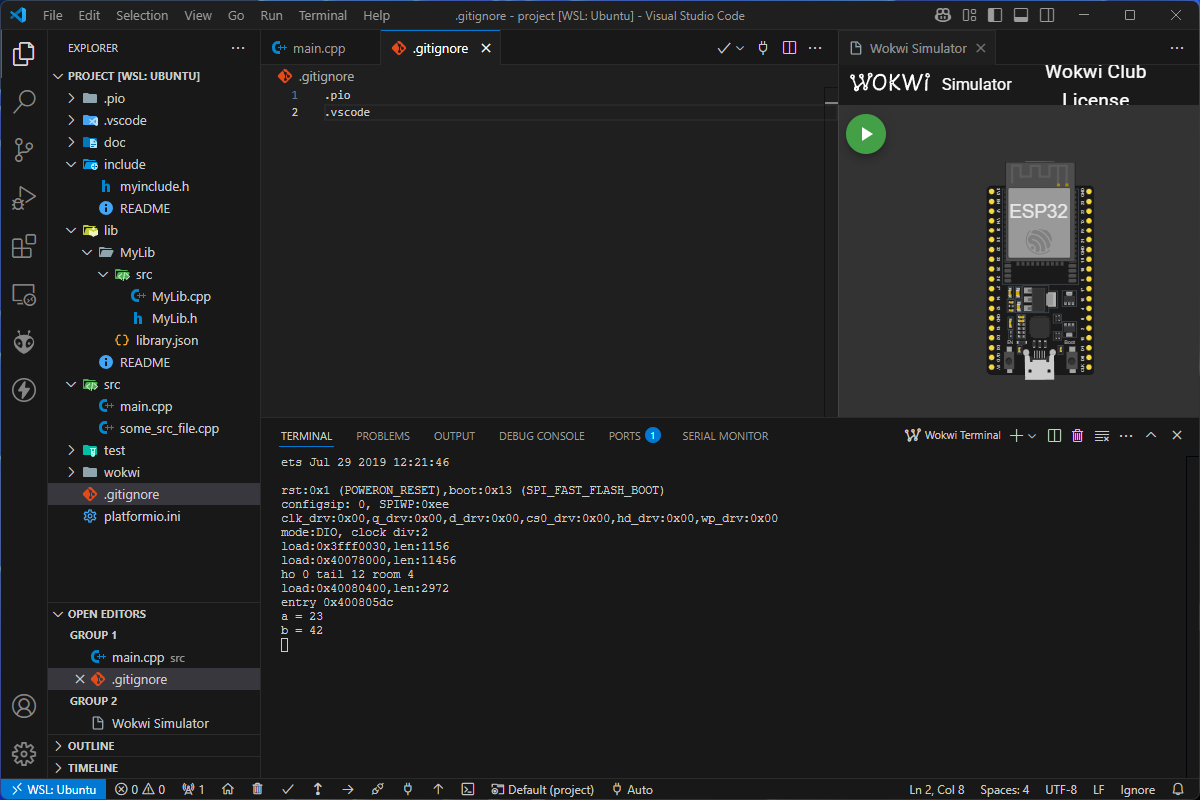 File Edit Selection View Go Run Terminal Help .gitignore - project [WSL: Ubuntu] - Visual Studio Code
EXPLORER
PROJECT [WSL: UBUNTU]
.pio
.vscode
doc
include
myinclude.h
README
lib
MyLib
src
MyLib.cpp
MyLib.h
library.json
README
src
main.cpp
some_src_file.cpp
test
wokwi
.gitignore
platformio.ini
OPEN EDITORS
GROUP 1
main.cpp src
.gitignore
GROUP 2
Wokwi Simulator
OUTLINE
TIMELINE
main.cpp .gitignore
.gitignore
1 .pio
2 .vscode
Wokwi Simulator
WOKWi Simulator
Wokwi Club
License
ESP32
TERMINAL PROBLEMS OUTPUT DEBUG CONSOLE PORTS 1 SERIAL MONITOR Wokwi Terminal
ets Jul 29 2019 12:21:46
rst:0x1 (POWERON_RESET),boot:0x13 (SPI_FAST_FLASH_BOOT)
configsip: 0, SPIWP:0xee
clk_drv:0x00,q_drv:0x00,d_drv:0x00,cs0_drv:0x00,hd_drv:0x00,wp_drv:0x00
mode:DIO, clock div:2
load:0x3fff0030,len:1156
load:0x40078000,len:11456
ho 0 tail 12 room 4
load:0x40080400,len:2972
entry 0x400805dc
a = 23
b = 42
WSL: Ubuntu 0 0 1 Default (project) Auto Ln 2, Col 8 Spaces: 4 UTF-8 LF Ignore